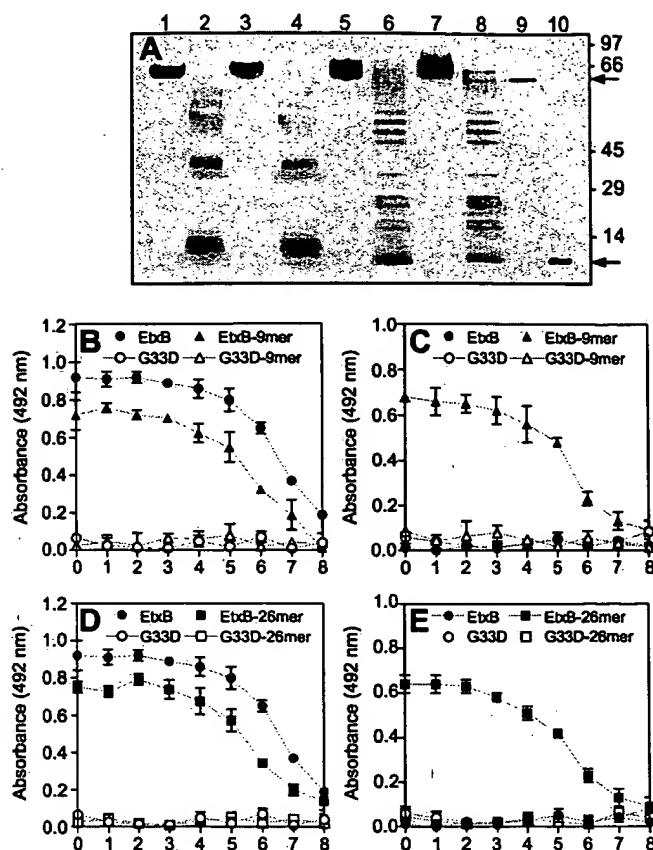 1 2 3 4 5 6 7 8 9 10
A
97
66
45
29
14
B
EtxB EtxB-9mer
G33D G33D-9mer
Absorbance (492 nm)
1.2
1.0
0.8
0.6
0.4
0.2
0.0
0 1 2 3 4 5 6 7 8
C
EtxB EtxB-9mer
G33D G33D-9mer
Absorbance (492 nm)
1.0
0.8
0.6
0.4
0.2
0.0
0 1 2 3 4 5 6 7 8
D
EtxB EtxB-26mer
G33D G33D-26mer
Absorbance (492 nm)
1.2
1.0
0.8
0.6
0.4
0.2
0.0
0 1 2 3 4 5 6 7 8
E
EtxB EtxB-26mer
G33D G33D-26mer
Absorbance (492 nm)
1.0
0.8
0.6
0.4
0.2
0.0
0 1 2 3 4 5 6 7 8